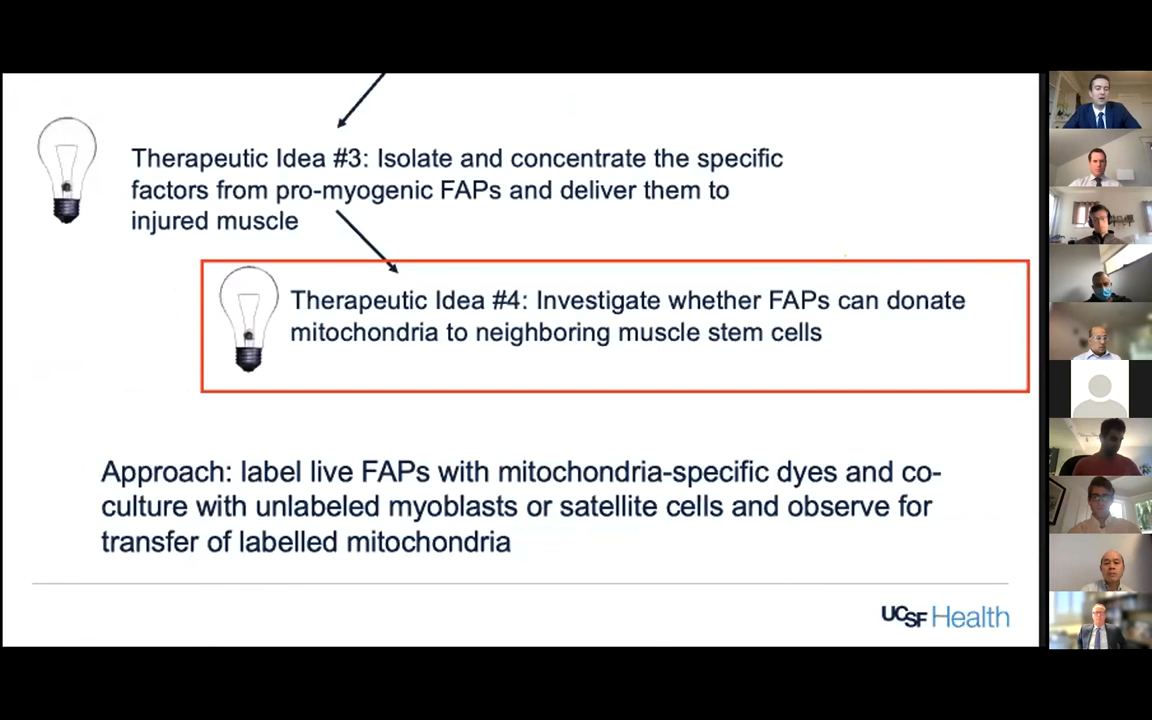 Therapeutic Idea #3: Isolate and concentrate the specific
factors from pro-myogenic FAPs and deliver them to
injured muscle
Therapeutic Idea #4: Investigate whether FAPs can donate
mitochondria to neighboring muscle stem cells
Approach: label live FAPs with mitochondria-specific dyes and co-
culture with unlabeled myoblasts or satellite cells and observe for
transfer of labelled mitochondria
UCSF Health